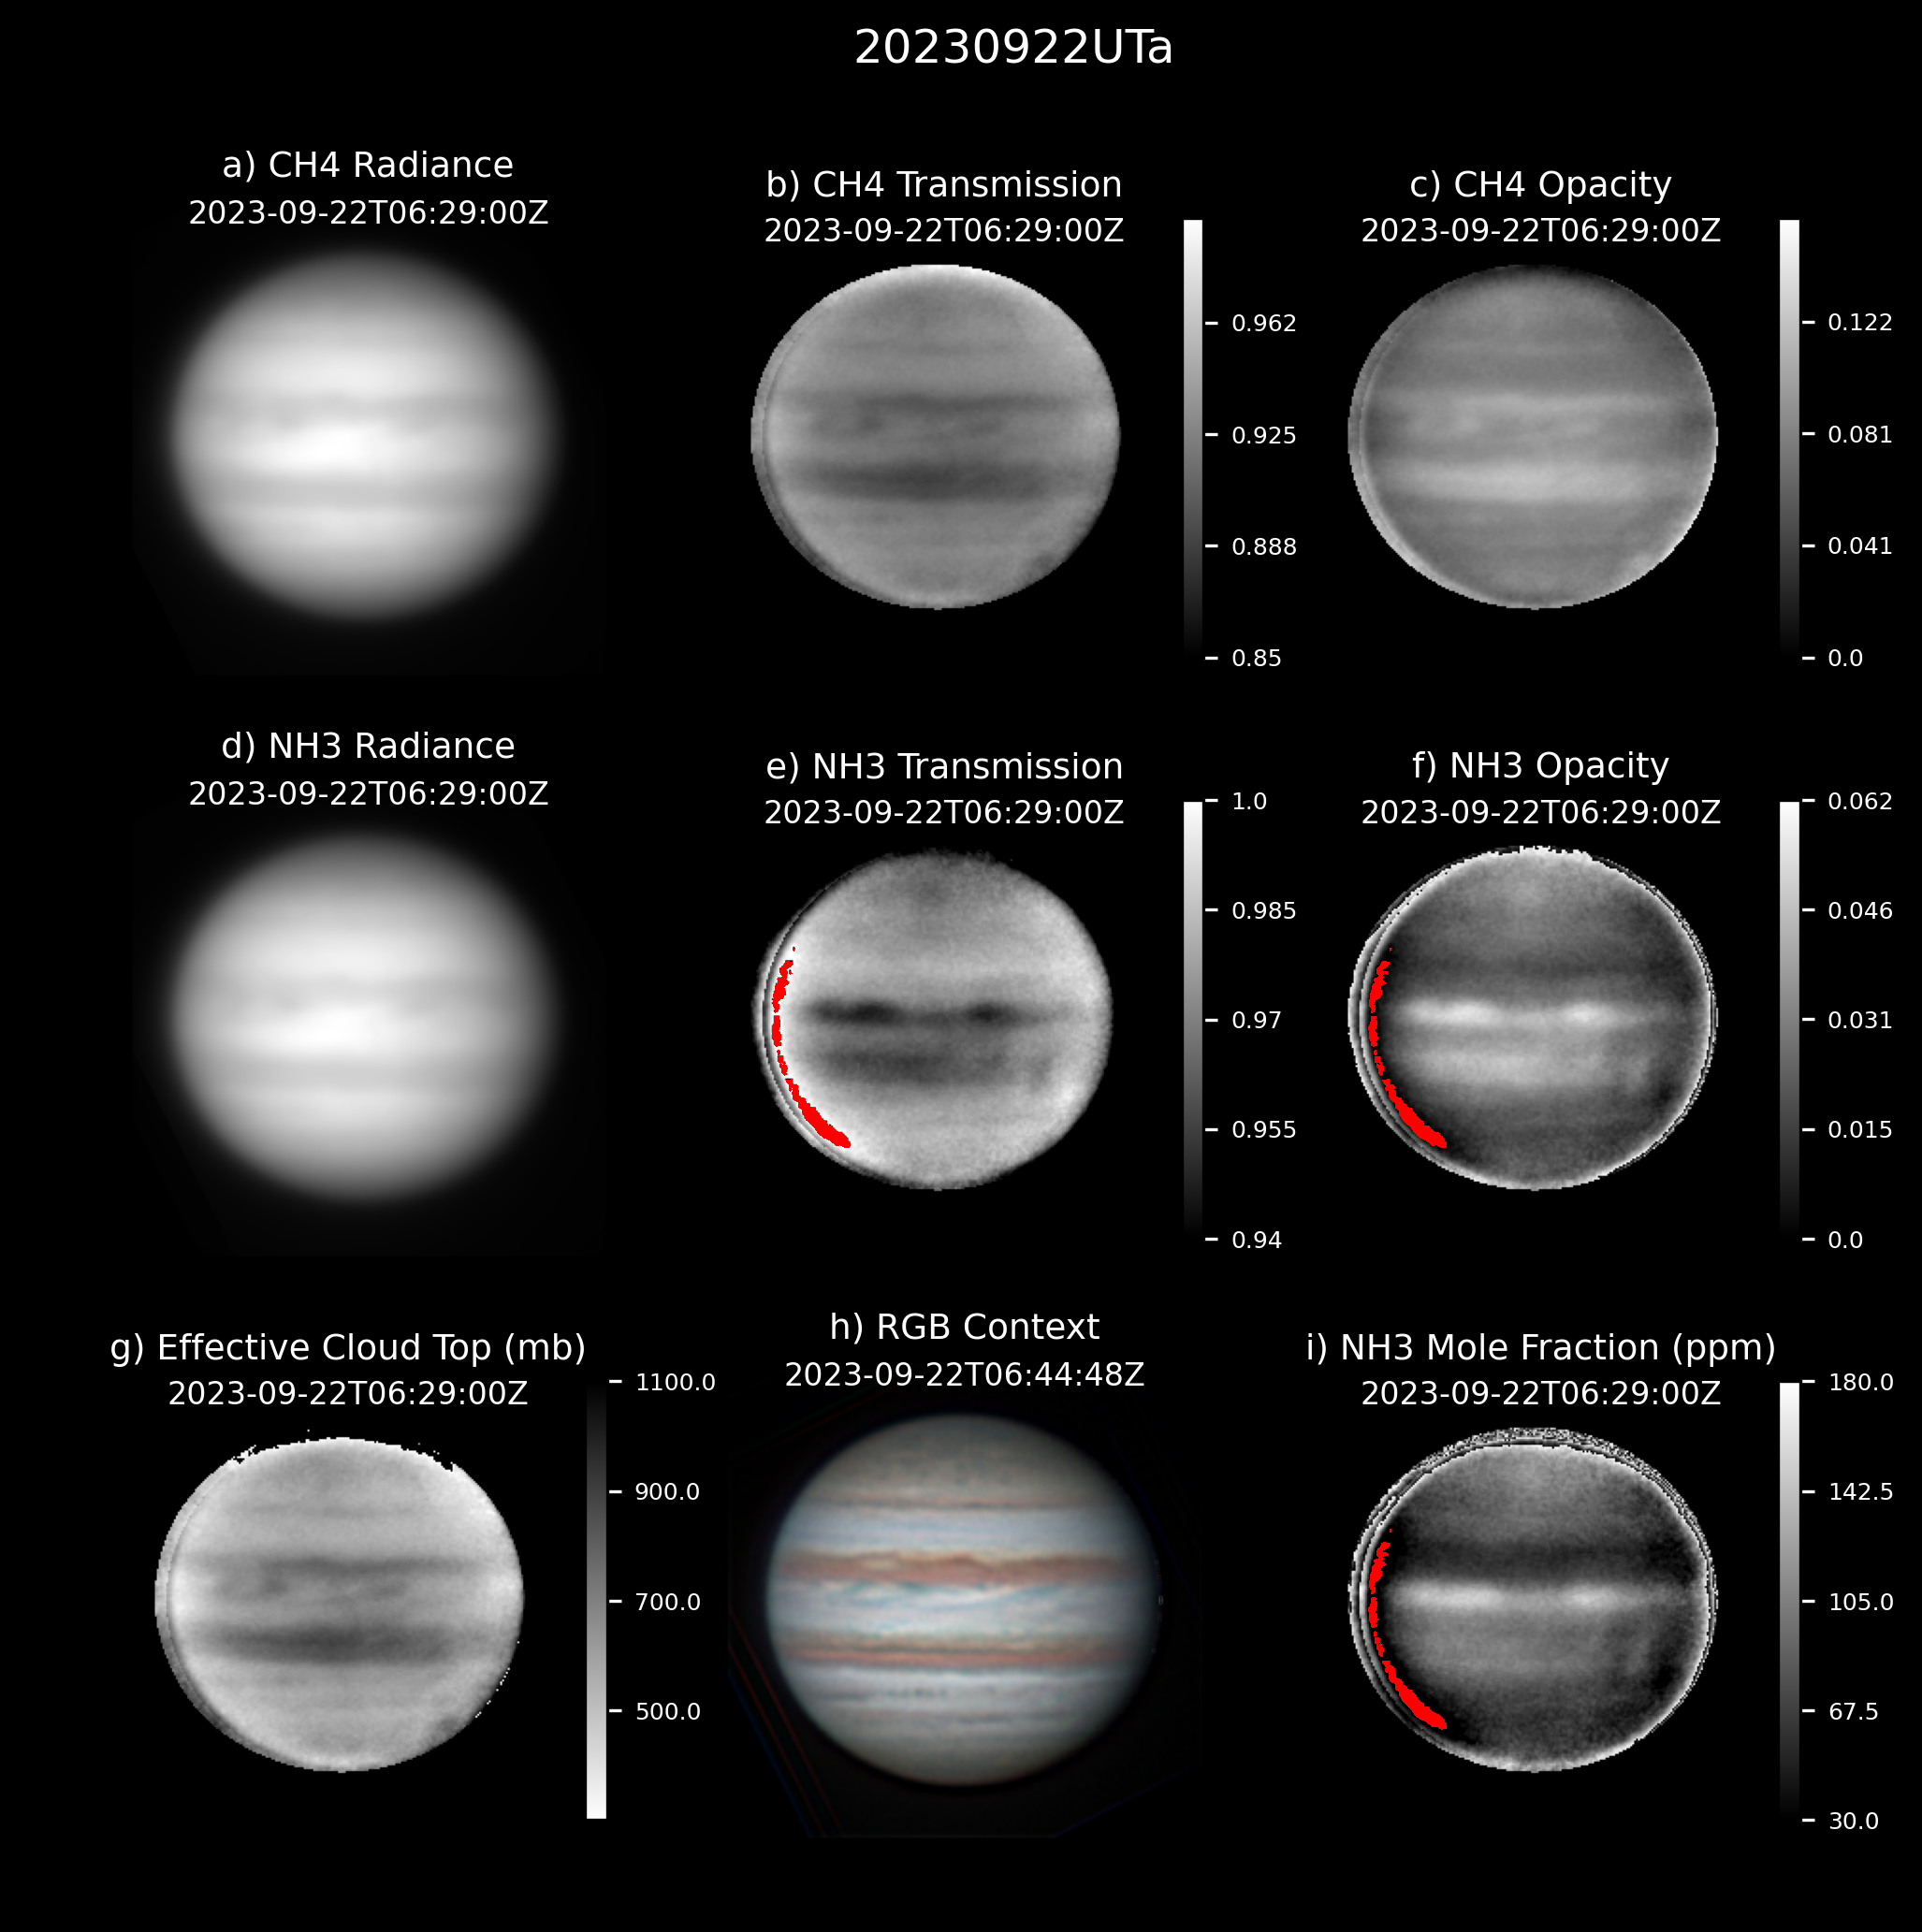 20230922UTa
a) CH4 Radiance
2023-09-22T06:29:00Z
b) CH4 Transmission
2023-09-22T06:29:00Z
0.962
0.925
0.888
0.85
c) CH4 Opacity
2023-09-22T06:29:00Z
0.122
0.081
0.041
0.0
d) NH3 Radiance
2023-09-22T06:29:00Z
e) NH3 Transmission
2023-09-22T06:29:00Z
1.0
0.985
0.97
0.955
0.94
f) NH3 Opacity
2023-09-22T06:29:00Z
0.062
0.046
0.031
0.015
0.0
g) Effective Cloud Top (mb)
2023-09-22T06:29:00Z
1100.0
900.0
700.0
500.0
h) RGB Context
2023-09-22T06:44:48Z
i) NH3 Mole Fraction (ppm)
2023-09-22T06:29:00Z
180.0
142.5
105.0
67.5
30.0